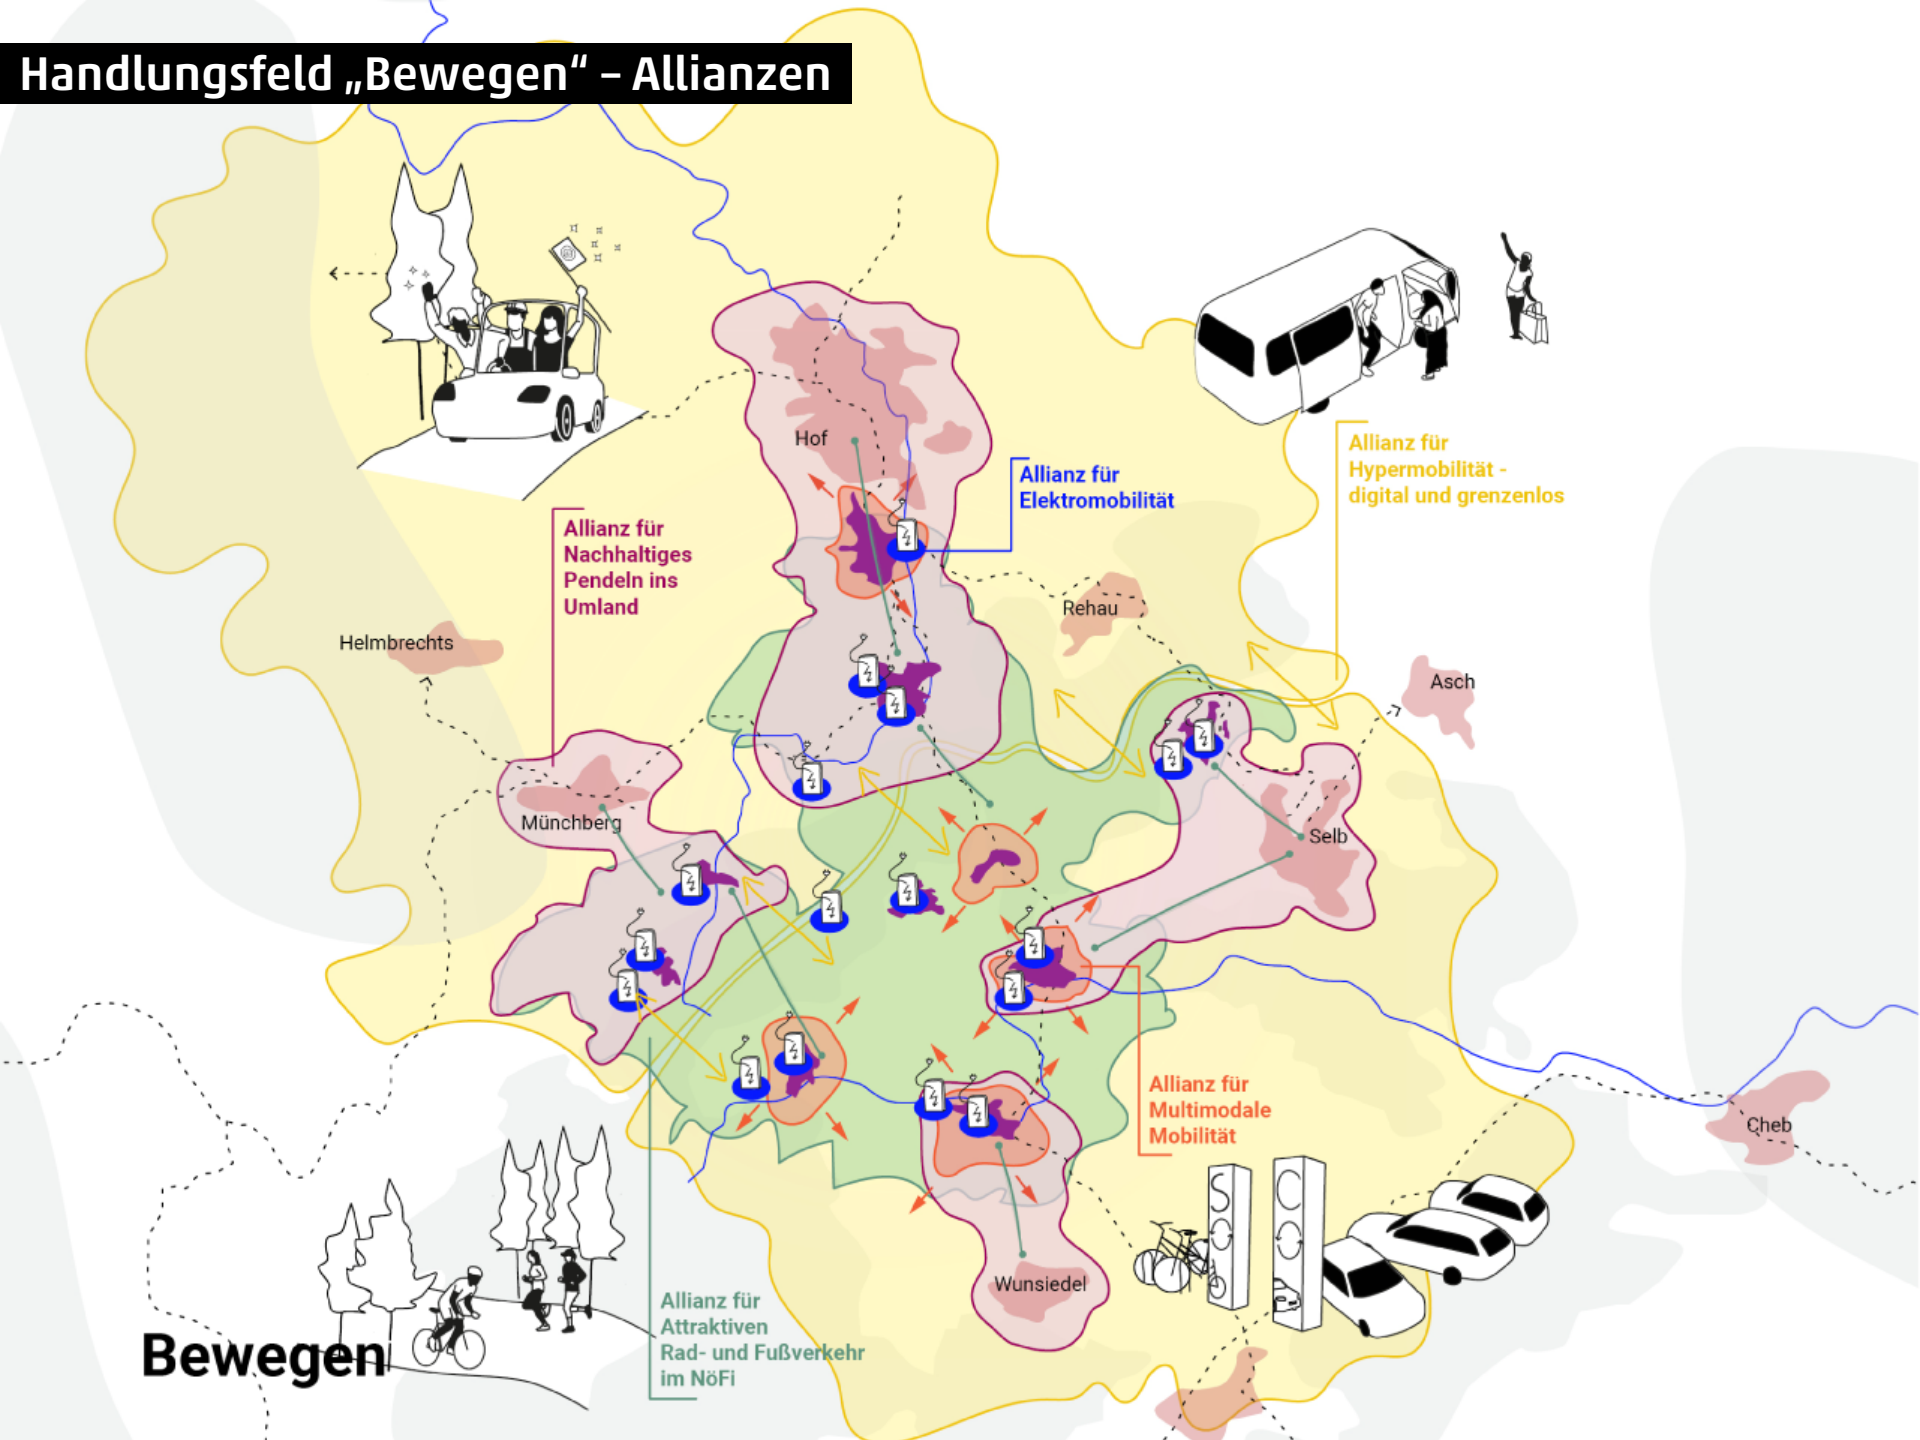 Handlungsfeld „Bewegen“ – Allianzen
Hof
Allianz für
Hypermobilität -
digital und grenzenlos
Allianz für
Elektromobilität
Allianz für
Nachhaltiges
Pendeln ins
Umland
Rehau
Helmbrechts
Asch
Münchberg
Selb
Allianz für
Multimodale
Mobilität
Cheb
Wunsiedel
Allianz für
Attraktiven
Rad- und Fußverkehr
im NöFi
Bewegen